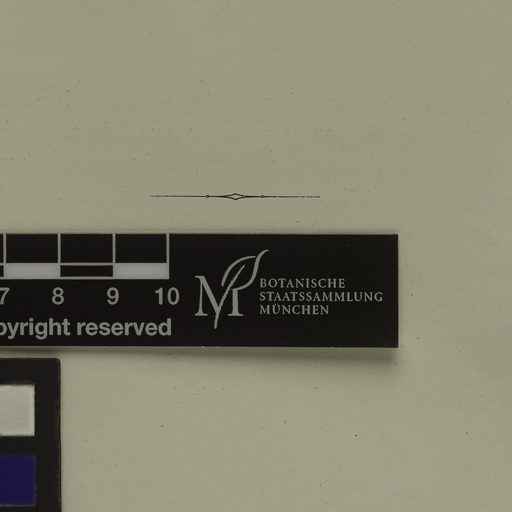 7 8 9 10
pyright reserved
M
BOTANISCHE
STAATSSAMMLUNG
MÜNCHEN